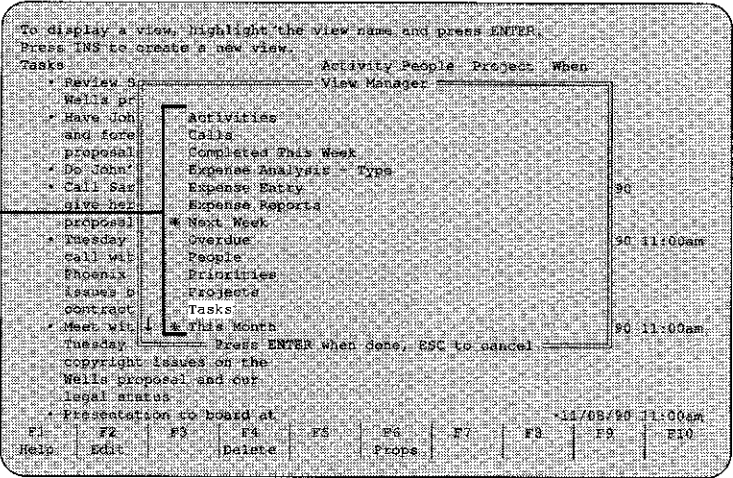 To display a view, highlight the view name and press ENTER.
Press INS to create a new view.
Tasks Activity People Project When
• Review S View Manager
Wells pr
• Have Joh Activities
and fore Calls
proposal Completed This Week
• Do John' Expense Analysis - Type
• Call Sar Expense Entry 90
give her Expense Reports
proposal * Next Week
• Tuesday Overdue 90 11:00am
call wit People
Phoenix Priorities
issues o Projects
contract Tasks
• Meet wit ↓ * This Month 90 11:00am
Tuesday Press ENTER when done, ESC to cancel
copyright issues on the
Wells proposal and our
legal status
• Presentation to board at •11/08/90 11:00am
F1 F2 F3 F4 F5 F6 F7 F8 F9 F10
Help Edit Delete Props